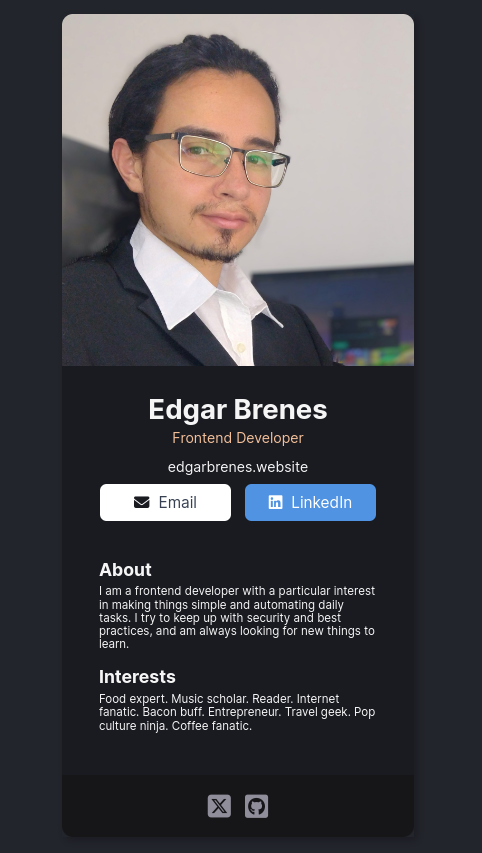 Edgar Brenes
Frontend Developer
edgarbrenes.website
Email
LinkedIn
About
I am a frontend developer with a particular interest
in making things simple and automating daily
tasks. I try to keep up with security and best
practices, and am always looking for new things to
learn.
Interests
Food expert. Music scholar. Reader. Internet
fanatic. Bacon buff. Entrepreneur. Travel geek. Pop
culture ninja. Coffee fanatic.